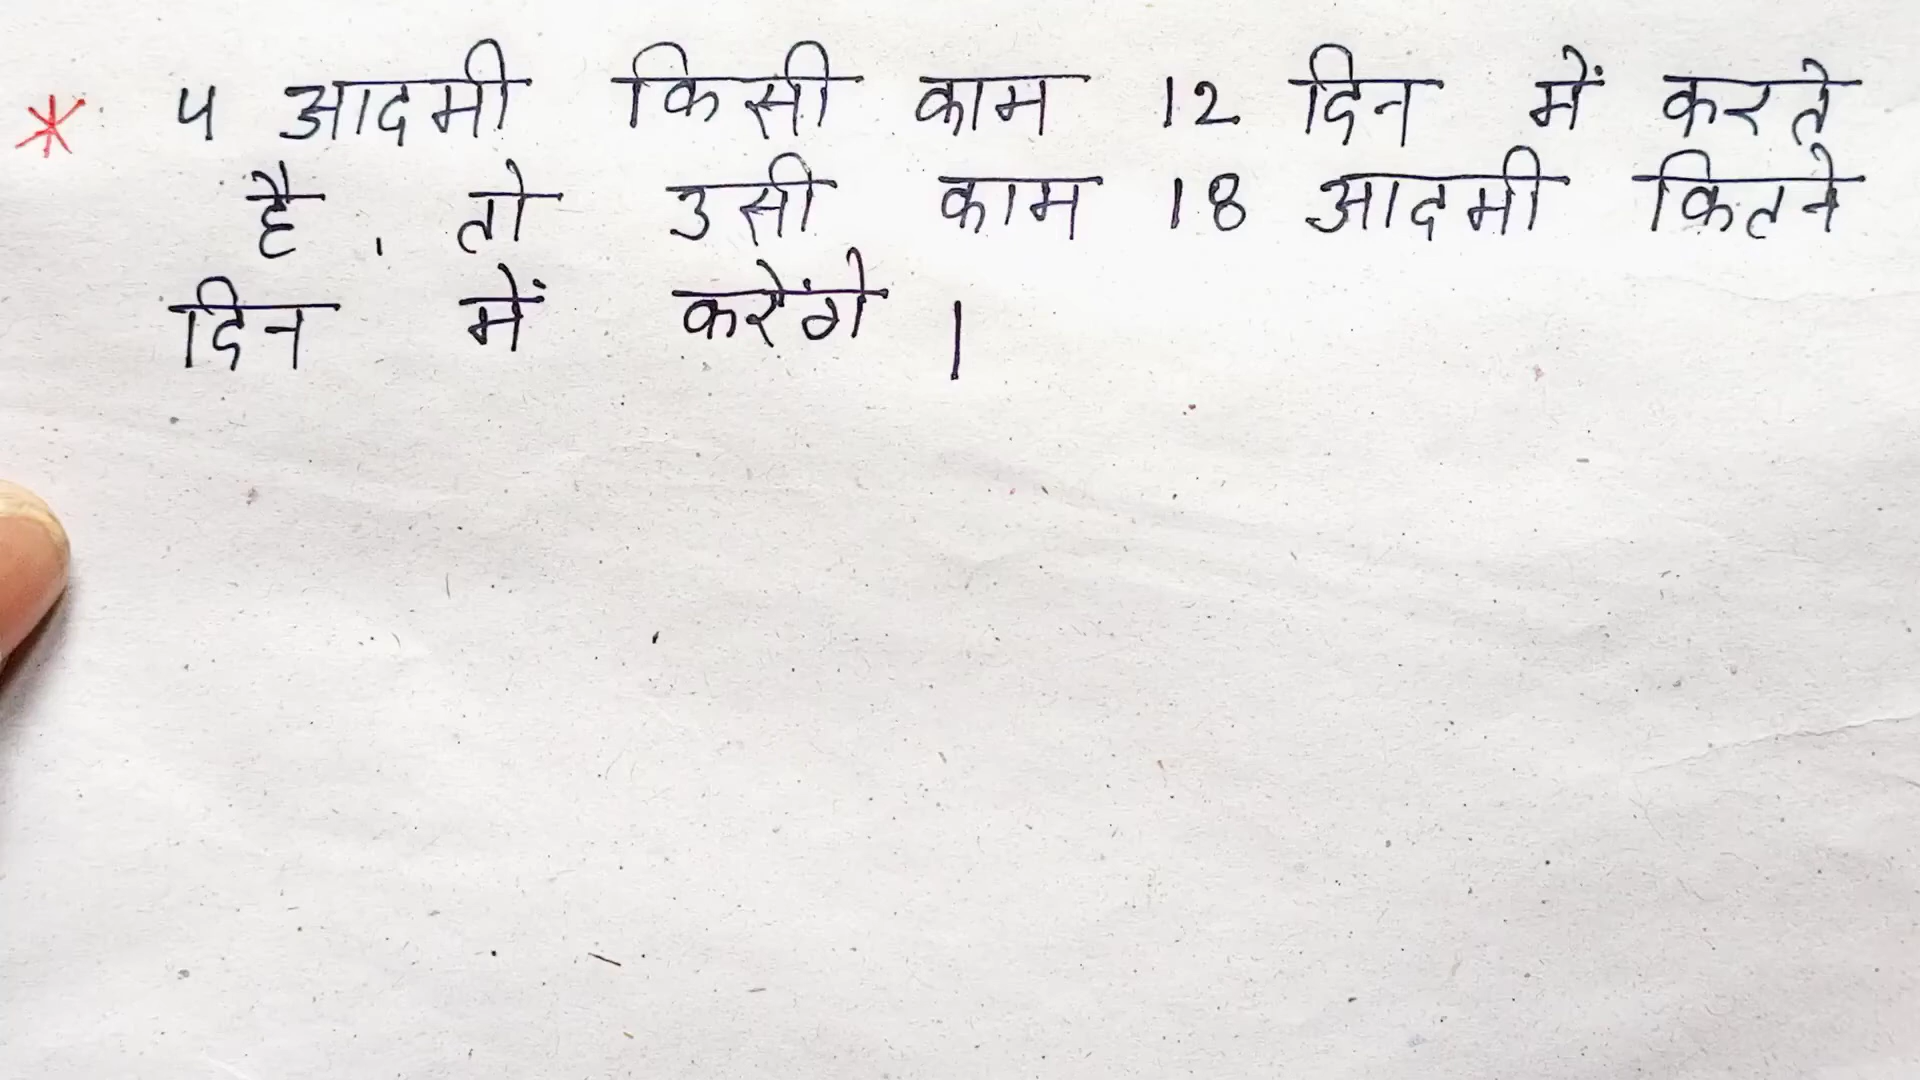 * 4 आदमी किसी काम 12 दिन में करते
है , तो उसी काम 18 आदमी कितने
दिन में करेंगे ।